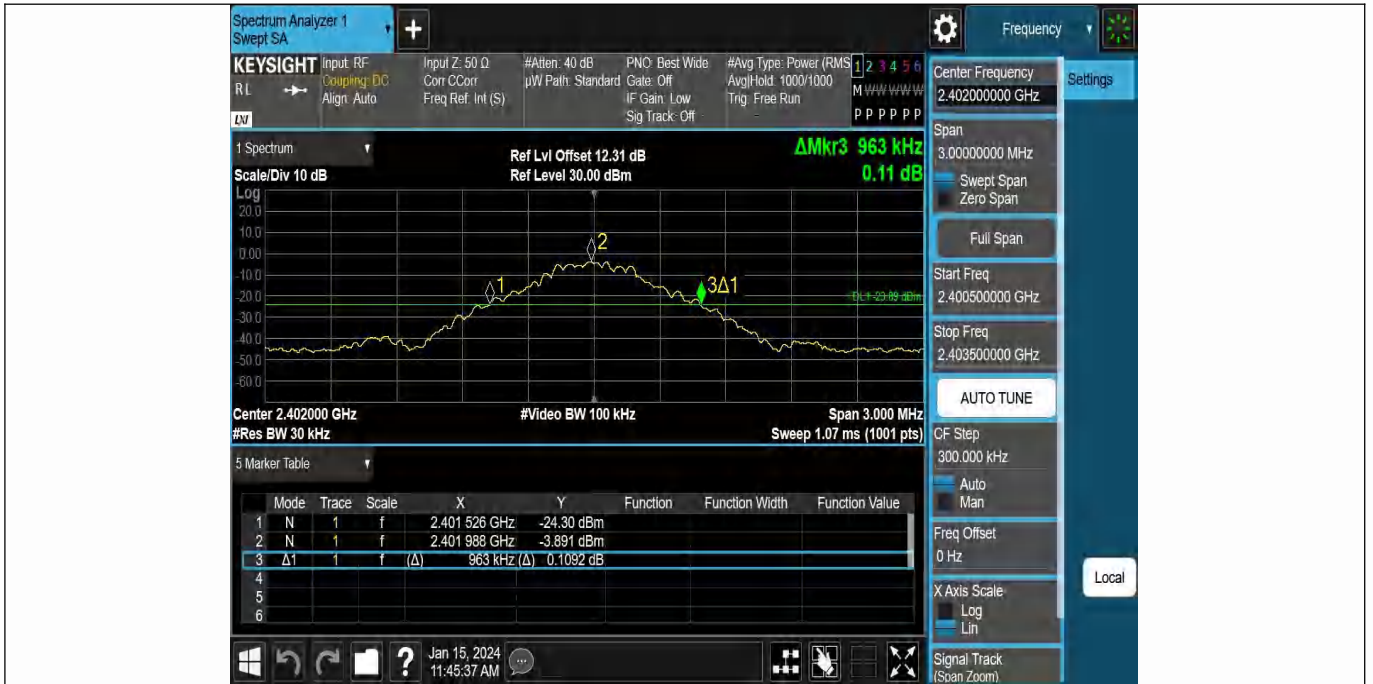 Spectrum Analyzer 1
Swept SA
+
Frequency
KEYSIGHT
RL
LXI
Input: RF
Coupling: DC
Align: Auto
Input Z: 50 Ω
Corr CCorr
Freq Ref: Int (S)
#Atten: 40 dB
µW Path: Standard
PNO: Best Wide
Gate: Off
IF Gain: Low
Sig Track: Off
#Avg Type: Power (RMS
Avg|Hold: 1000/1000
Trig: Free Run
1 2 3 4 5 6
M W W W W W
P P P P P P
Center Frequency
2.402000000 GHz
Settings
Span
3.00000000 MHz
Swept Span
Zero Span
Full Span
Start Freq
2.400500000 GHz
Stop Freq
2.403500000 GHz
AUTO TUNE
CF Step
300.000 kHz
Auto
Man
Freq Offset
0 Hz
X Axis Scale
Log
Lin
Signal Track
(Span Zoom)
Local
1 Spectrum
Scale/Div 10 dB
Ref Lvl Offset 12.31 dB
Ref Level 30.00 dBm
ΔMkr3 963 kHz
0.11 dB
Log
20.0
10.0
0.00
-10.0
-20.0
-30.0
-40.0
-50.0
-60.0
1
2
3Δ1
DL1 -23.89 dBm
Center 2.402000 GHz
#Video BW 100 kHz
Span 3.000 MHz
#Res BW 30 kHz
Sweep 1.07 ms (1001 pts)
5 Marker Table
Mode Trace Scale X Y Function Function Width Function Value
1 N 1 f 2.401 526 GHz -24.30 dBm
2 N 1 f 2.401 988 GHz -3.891 dBm
3 Δ1 1 f (Δ) 963 kHz (Δ) 0.1092 dB
4
5
6
?
Jan 15, 2024
11:45:37 AM